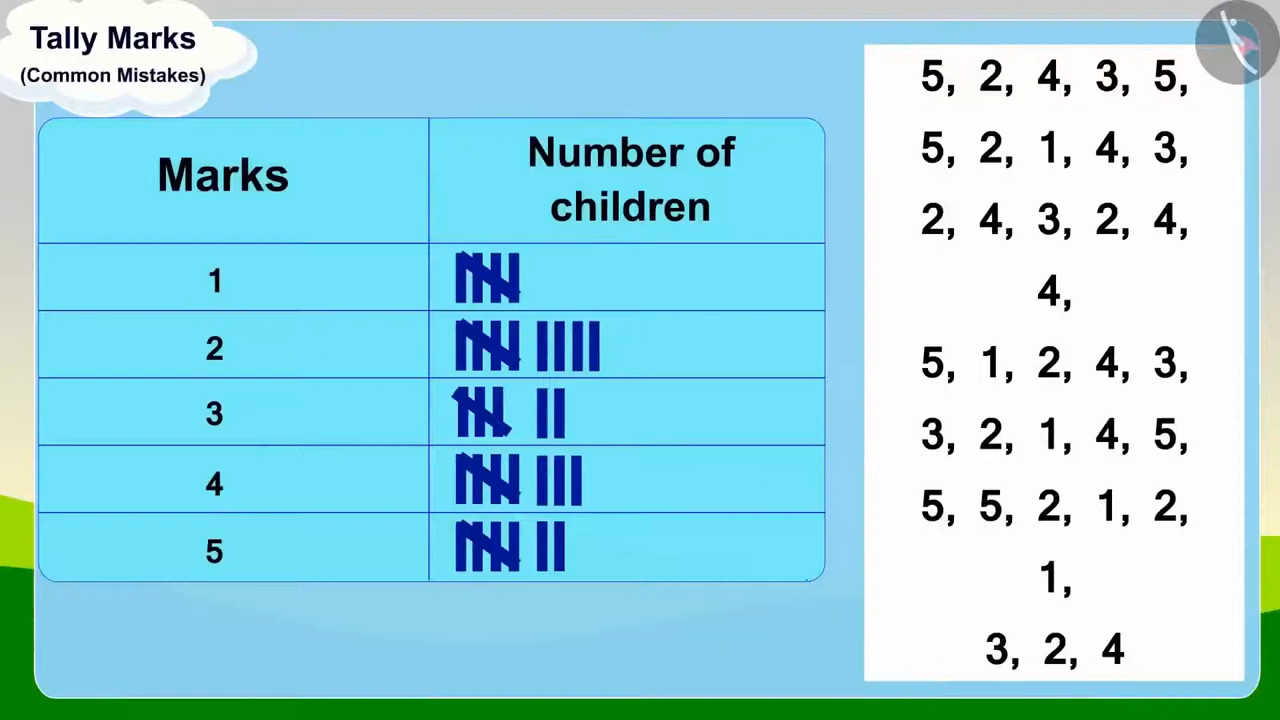 Tally Marks
(Common Mistakes)
Marks
Number of
children
1
2
3
4
5
5, 2, 4, 3, 5,
5, 2, 1, 4, 3,
2, 4, 3, 2, 4,
4,
5, 1, 2, 4, 3,
3, 2, 1, 4, 5,
5, 5, 2, 1, 2,
1,
3, 2, 4